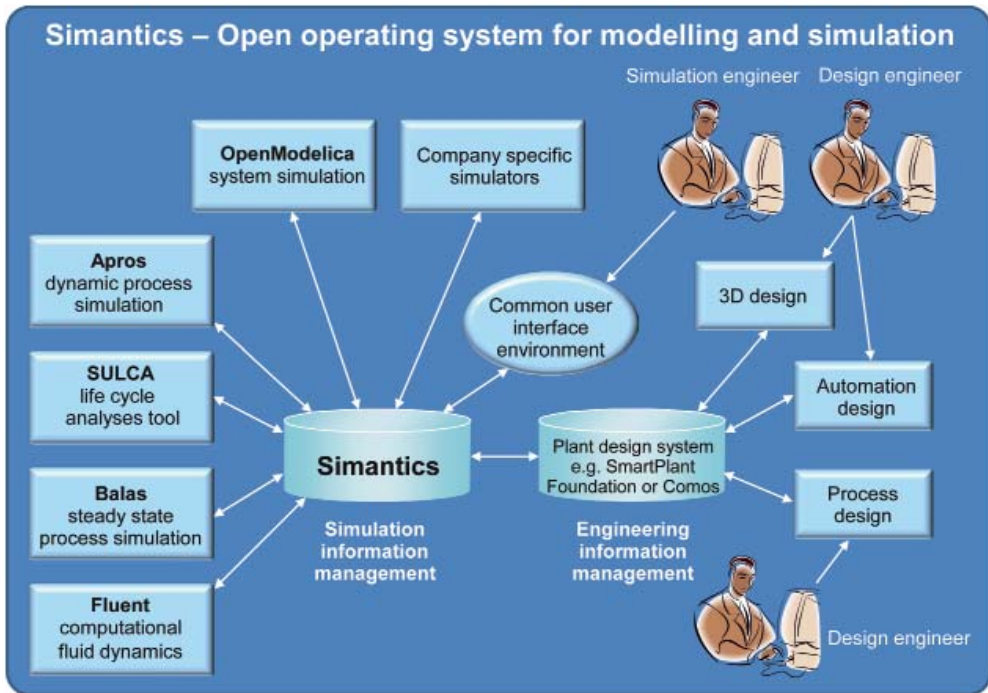 Simantics – Open operating system for modelling and simulation
Simulation engineer
Design engineer
OpenModelica
system simulation
Company specific
simulators
Apros
dynamic process
simulation
Common user
interface
environment
3D design
SULCA
life cycle
analyses tool
Automation
design
Simantics
Plant design system
e.g. SmartPlant
Foundation or Comos
Balas
steady state
process simulation
Process
design
Simulation
information
management
Engineering
information
management
Fluent
computational
fluid dynamics
Design engineer